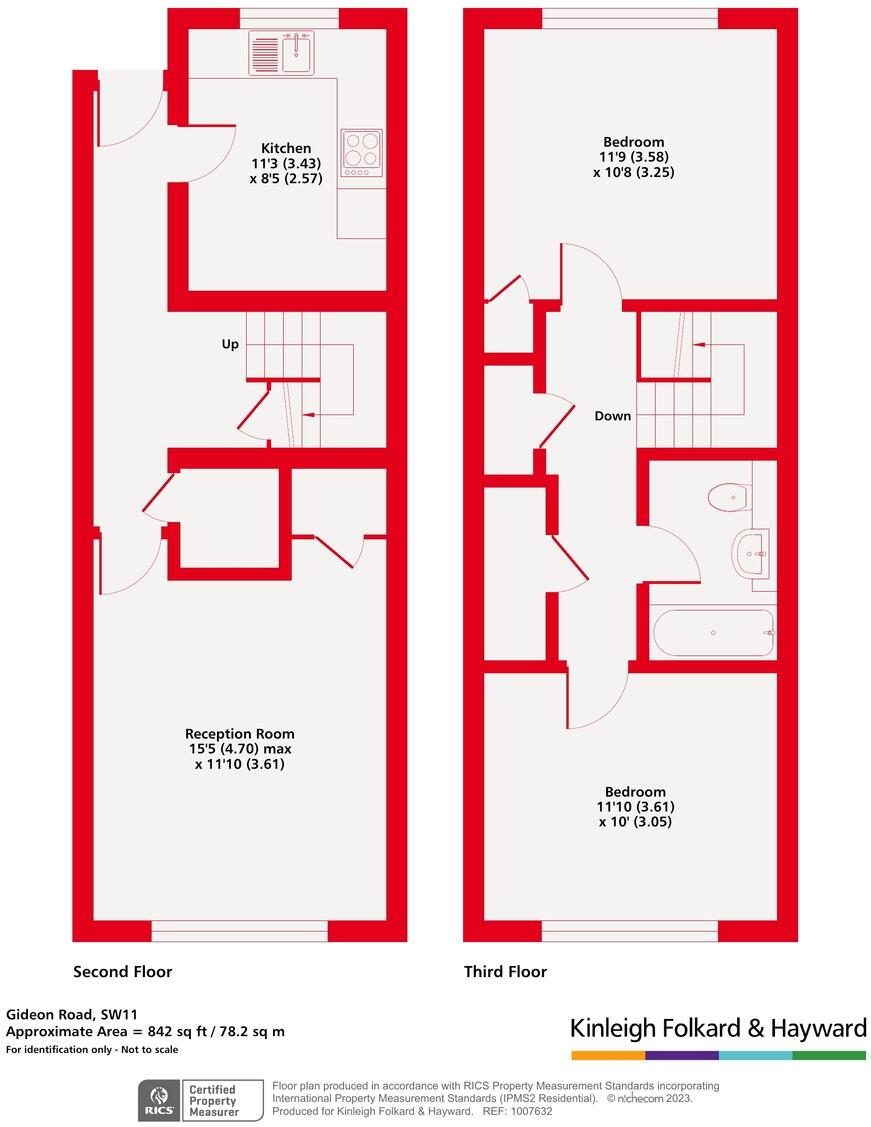 Kitchen
11'3 (3.43)
x 8'5 (2.57)
Bedroom
11'9 (3.58)
x 10'8 (3.25)
Up
Down
Reception Room
15'5 (4.70) max
x 11'10 (3.61)
Bedroom
11'10 (3.61)
x 10' (3.05)
Second Floor
Third Floor
Gideon Road, SW11
Approximate Area = 842 sq ft / 78.2 sq m
For identification only - Not to scale
Kinleigh Folkard & Hayward
RICS
Certified
Property
Measurer
Floor plan produced in accordance with RICS Property Measurement Standards incorporating
International Property Measurement Standards (IPMS2 Residential). © nichecom 2023.
Produced for Kinleigh Folkard & Hayward. REF: 1007632